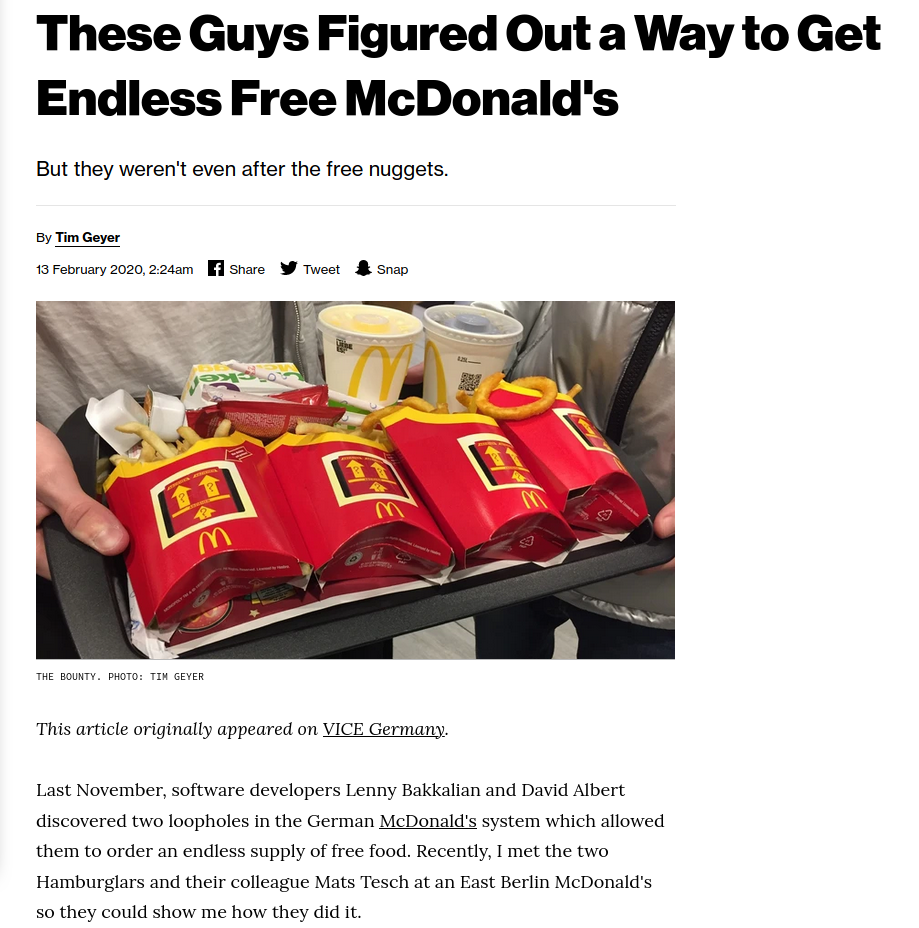 These Guys Figured Out a Way to Get
Endless Free McDonald's
But they weren't even after the free nuggets.
By Tim Geyer
13 February 2020, 2:24am Share Tweet Snap
THE BOUNTY. PHOTO: TIM GEYER
This article originally appeared on VICE Germany.
Last November, software developers Lenny Bakkalian and David Albert
discovered two loopholes in the German McDonald's system which allowed
them to order an endless supply of free food. Recently, I met the two
Hamburglars and their colleague Mats Tesch at an East Berlin McDonald's
so they could show me how they did it.